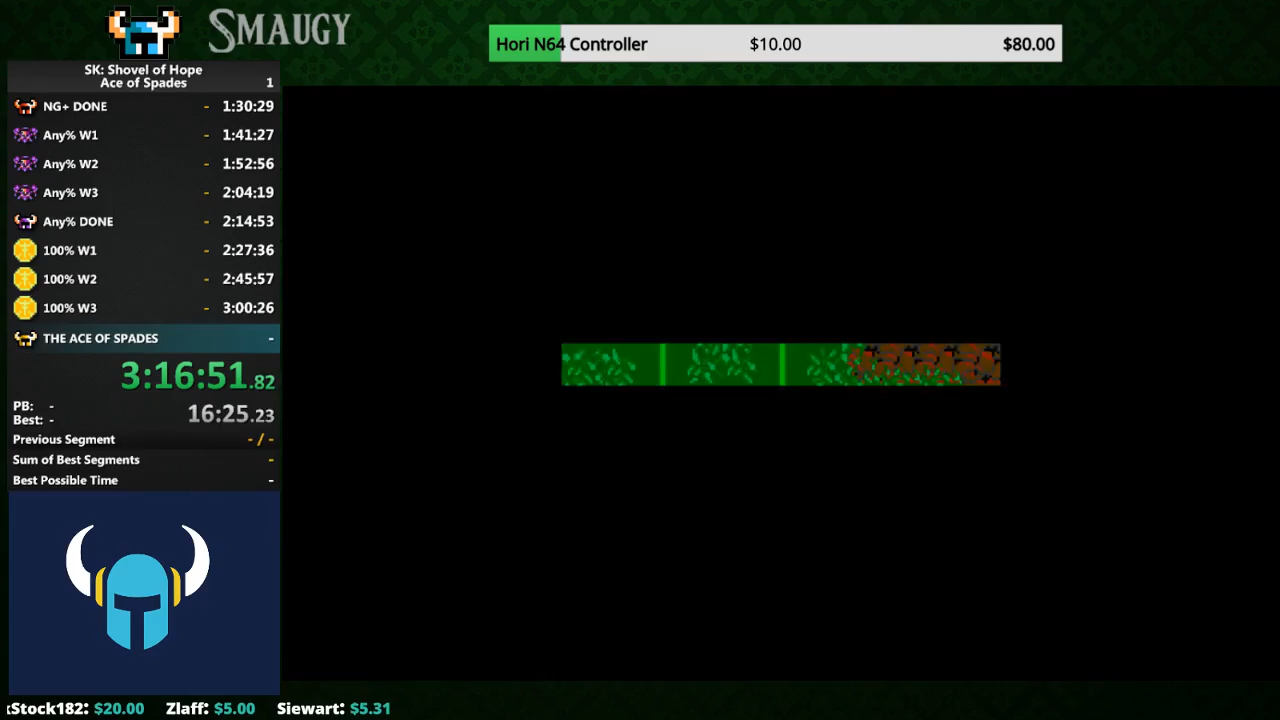 SMAUGY
Hori N64 Controller $10.00 $80.00
SK: Shovel of Hope
Ace of Spades 1
NG+ DONE - 1:30:29
Any% W1 - 1:41:27
Any% W2 - 1:52:56
Any% W3 - 2:04:19
Any% DONE - 2:14:53
100% W1 - 2:27:36
100% W2 - 2:45:57
100% W3 - 3:00:26
THE ACE OF SPADES -
3:16:51.82
PB: -
Best: -
16:25.23
Previous Segment - / -
Sum of Best Segments -
Best Possible Time -
xStock182: $20.00 Zlaff: $5.00 Siewart: $5.31